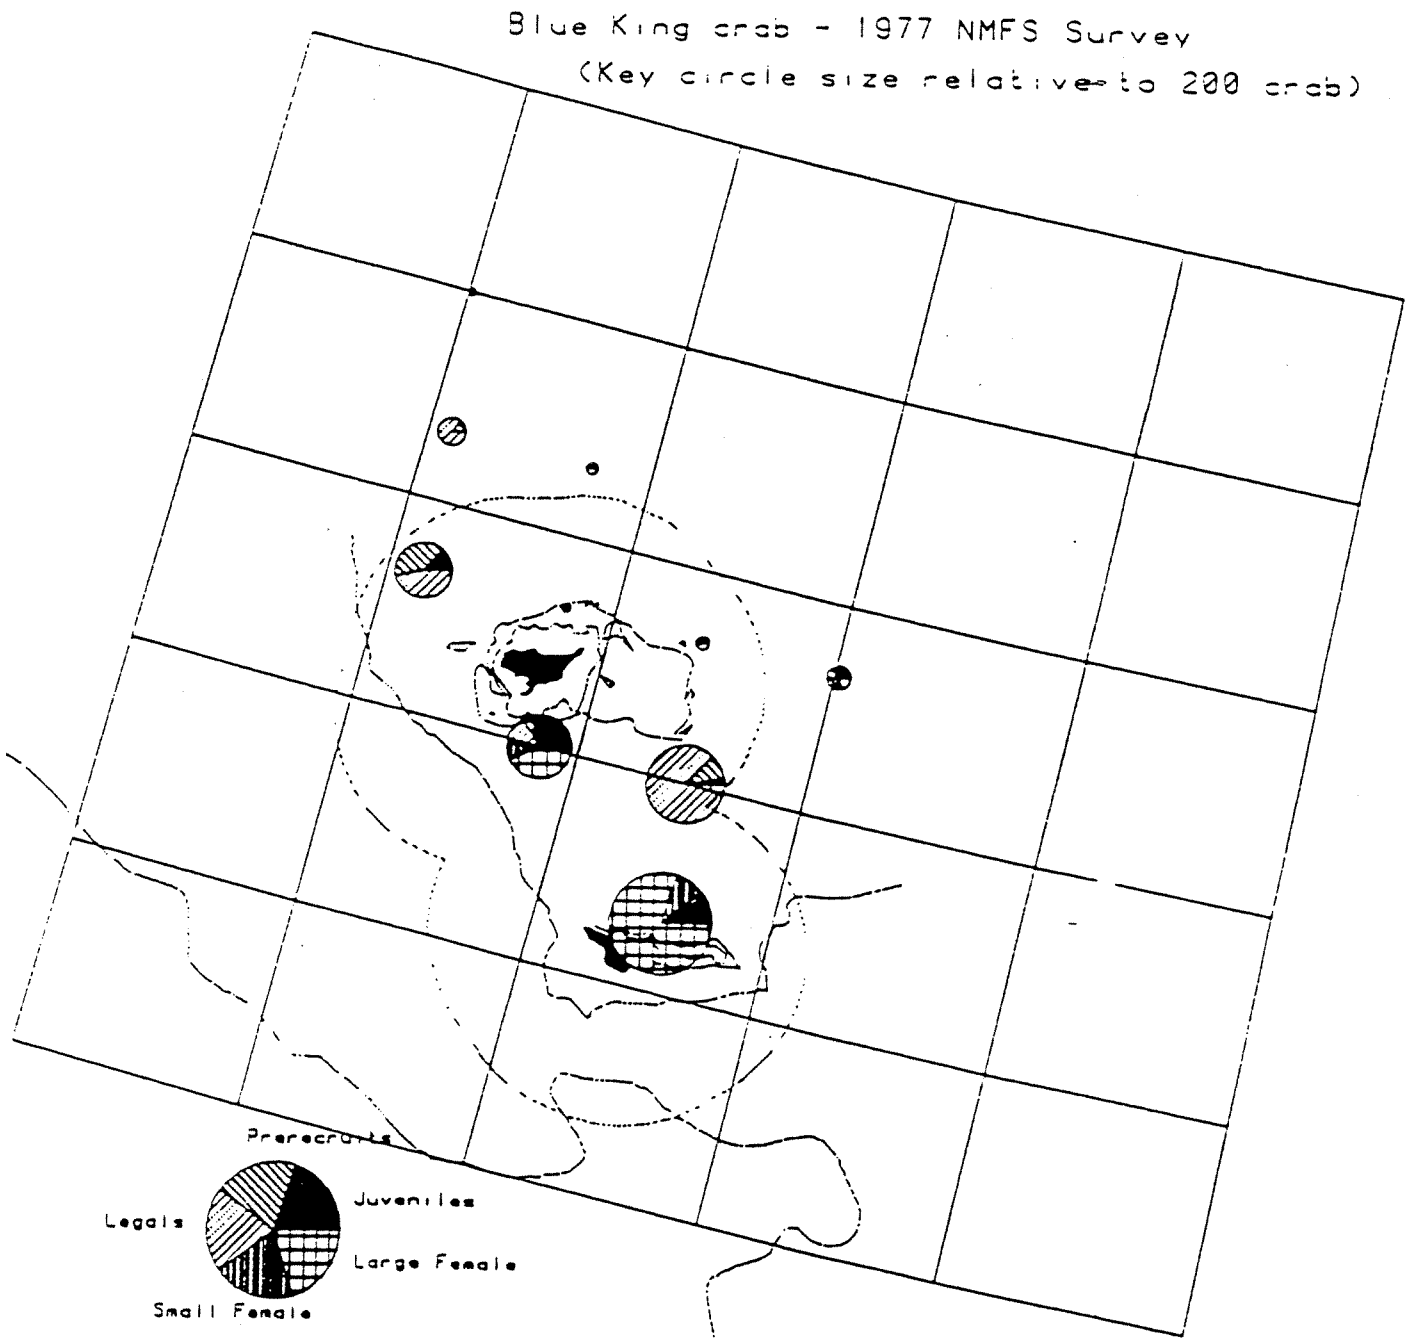 Blue King crab - 1977 NMFS Survey
(Key circle size relative to 200 crab)
Prerecruits
Juveniles
Legals
Large Female
Small Female